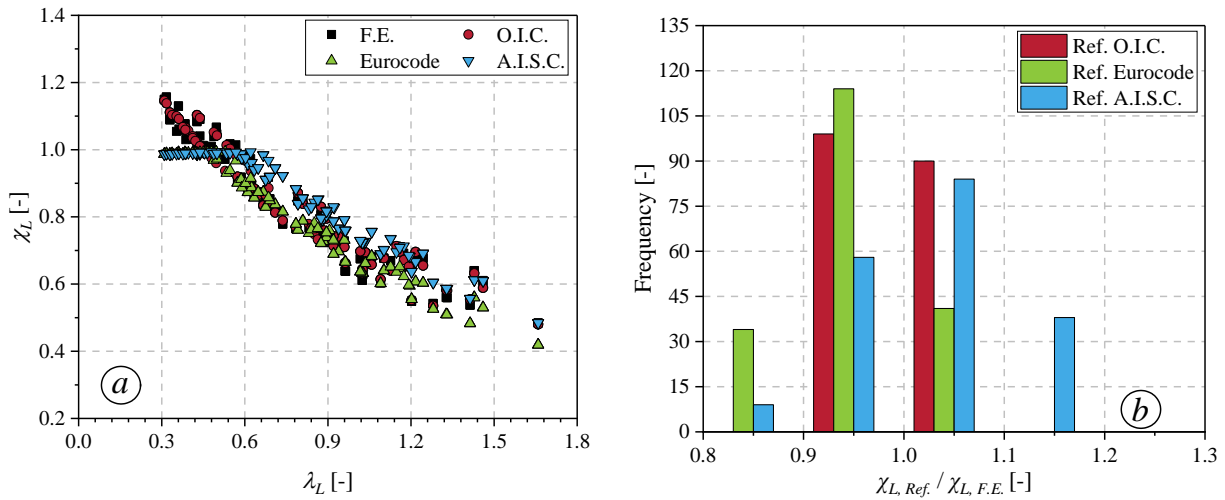 1.4
1.2
1.0
0.8
0.6
0.4
0.2
χL [-]
F.E.
O.I.C.
Eurocode
A.I.S.C.
a
0.0 0.3 0.6 0.9 1.2 1.5 1.8
λL [-]
135
120
105
90
75
60
45
30
15
0
Frequency [-]
Ref. O.I.C.
Ref. Eurocode
Ref. A.I.S.C.
b
0.8 0.9 1.0 1.1 1.2 1.3
χL, Ref. / χL, F.E. [-]